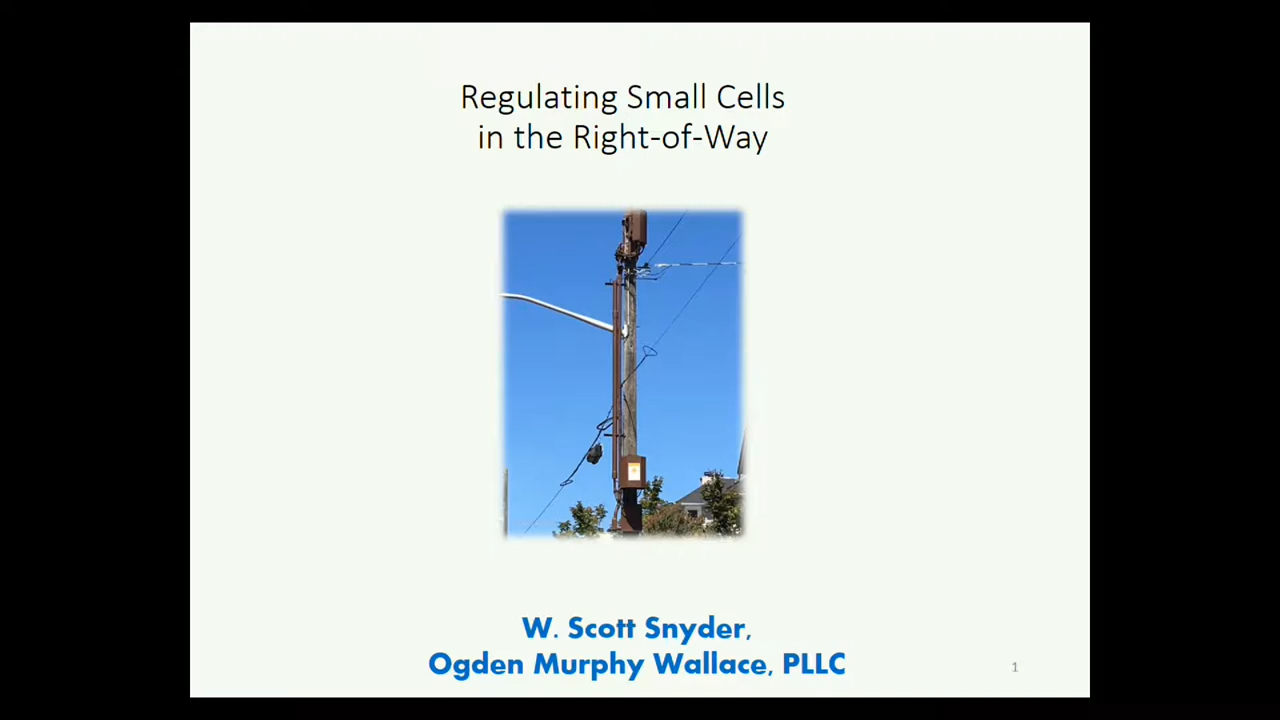 Regulating Small Cells
in the Right-of-Way
W. Scott Snyder,
Ogden Murphy Wallace, PLLC
1